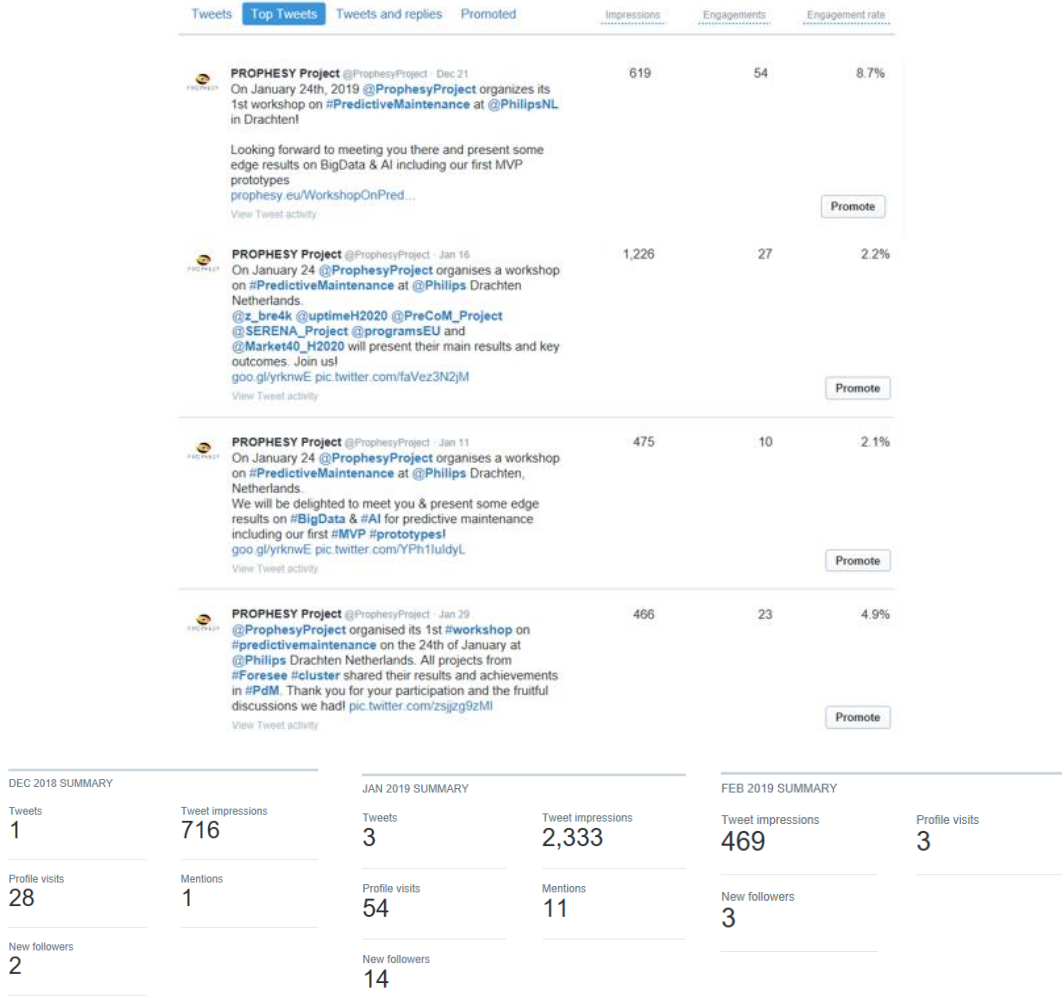 Tweets Top Tweets Tweets and replies Promoted Impressions Engagements Engagement rate
PROPHESY Project @ProphesyProject · Dec 21 619 54 8.7%
On January 24th, 2019 @ProphesyProject organizes its
1st workshop on #PredictiveMaintenance at @PhilipsNL
in Drachten!
Looking forward to meeting you there and present some
edge results on BigData & AI including our first MVP
prototypes
prophesy.eu/WorkshopOnPred...
View Tweet activity
Promote
PROPHESY Project @ProphesyProject · Jan 16 1,226 27 2.2%
On January 24 @ProphesyProject organises a workshop
on #PredictiveMaintenance at @Philips Drachten
Netherlands.
@z_bre4k @uptimeH2020 @PreCoM_Project
@SERENA_Project @programsEU and
@Market40_H2020 will present their main results and key
outcomes. Join us!
goo.gl/yrknwE pic.twitter.com/faVez3N2jM
View Tweet activity
Promote
PROPHESY Project @ProphesyProject · Jan 11 475 10 2.1%
On January 24 @ProphesyProject organises a workshop
on #PredictiveMaintenance at @Philips Drachten,
Netherlands.
We will be delighted to meet you & present some edge
results on #BigData & #AI for predictive maintenance
including our first #MVP #prototypes!
goo.gl/yrknwE pic.twitter.com/YPh1IuIdyL
View Tweet activity
Promote
PROPHESY Project @ProphesyProject · Jan 29 466 23 4.9%
@ProphesyProject organised its 1st #workshop on
#predictivemaintenance on the 24th of January at
@Philips Drachten Netherlands. All projects from
#Foresee #cluster shared their results and achievements
in #PdM. Thank you for your participation and the fruitful
discussions we had! pic.twitter.com/zsjjzg9zMI
View Tweet activity
Promote
DEC 2018 SUMMARY
Tweets Tweet impressions
1 716
Profile visits Mentions
28 1
New followers
2
JAN 2019 SUMMARY
Tweets Tweet impressions
3 2,333
Profile visits Mentions
54 11
New followers
14
FEB 2019 SUMMARY
Tweet impressions Profile visits
469 3
New followers
3